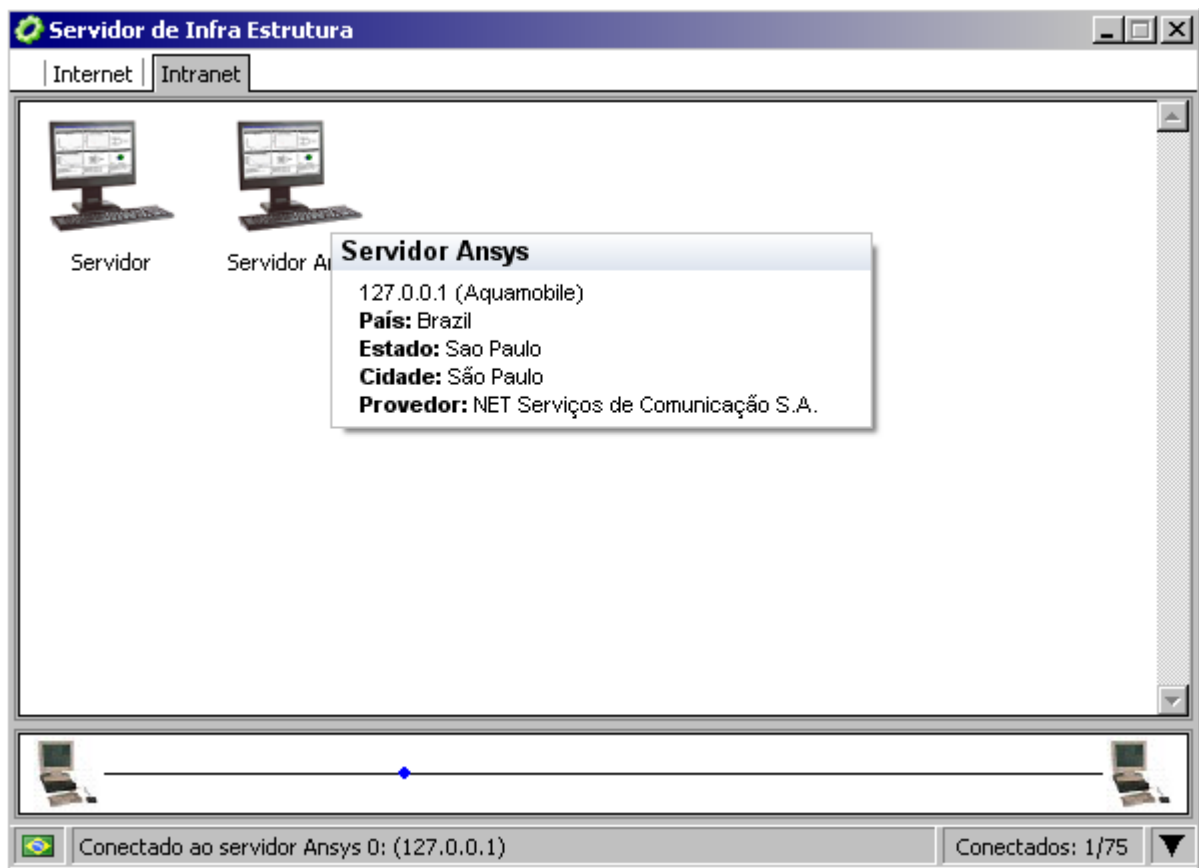 Servidor de Infra Estrutura
Internet Intranet
Servidor
Servidor
Servidor Ansys
127.0.0.1 (Aquamobile)
País: Brazil
Estado: Sao Paulo
Cidade: São Paulo
Provedor: NET Serviços de Comunicação S.A.
Conectado ao servidor Ansys 0: (127.0.0.1)
Conectados: 1/75